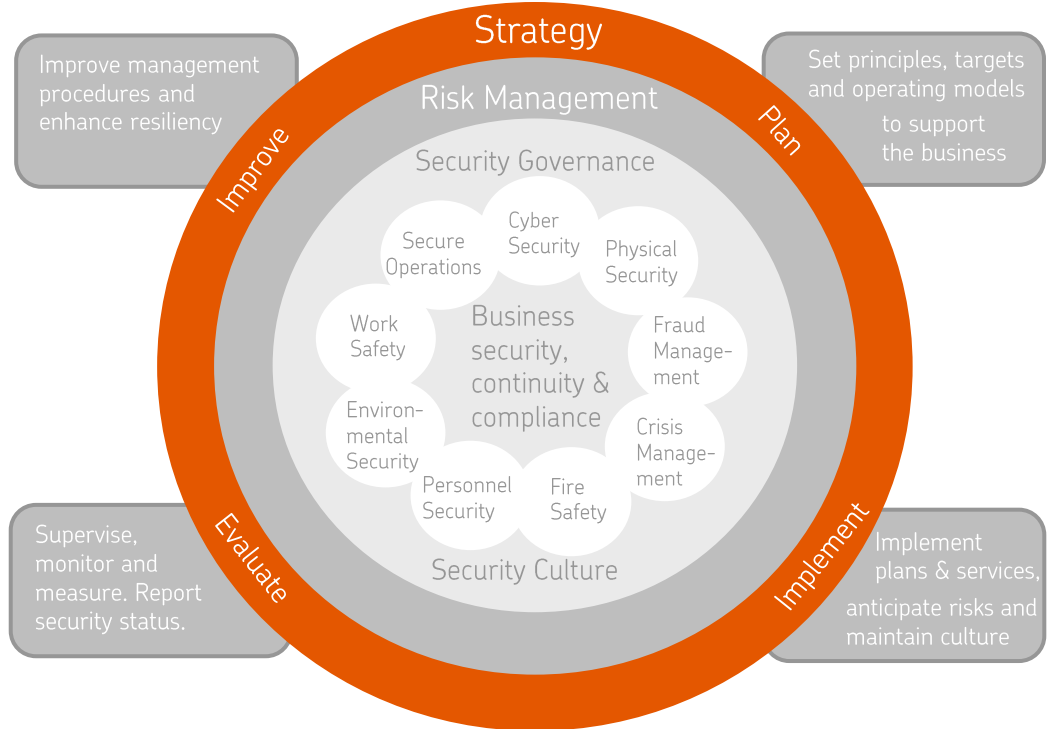 Strategy
Improve management
procedures and
enhance resiliency
Set principles, targets
and operating models
to support
the business
Risk Management
Improve
Plan
Security Governance
Cyber
Security
Secure
Operations
Physical
Security
Work
Safety
Business
security,
continuity &
compliance
Fraud
Manage-
ment
Environ-
mental
Security
Crisis
Manage-
ment
Personnel
Security
Fire
Safety
Security Culture
Evaluate
Implement
Supervise,
monitor and
measure. Report
security status.
Implement
plans & services,
anticipate risks and
maintain culture